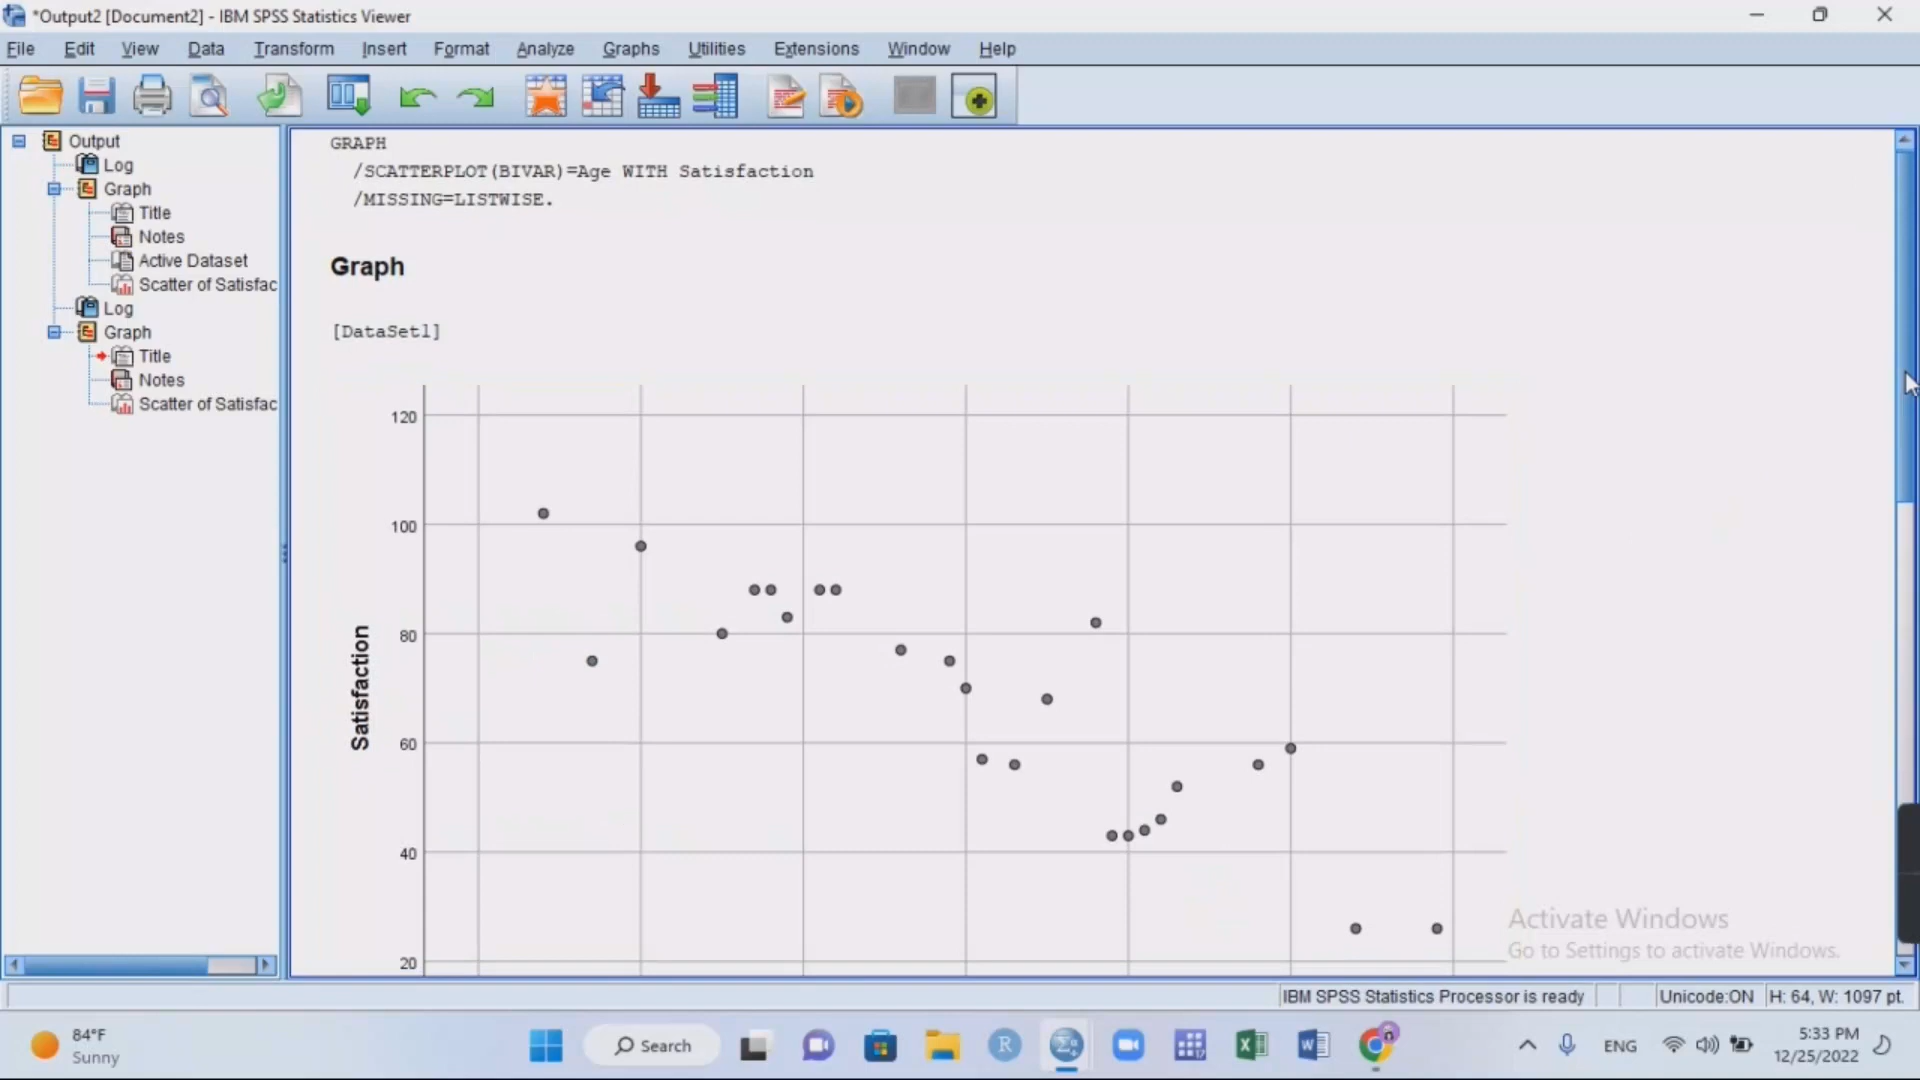 *Output2 [Document2] - IBM SPSS Statistics Viewer
File Edit View Data Transform Insert Format Analyze Graphs Utilities Extensions Window Help
Output
Log
Graph
Title
Notes
Active Dataset
Scatter of Satisfac
Log
Graph
Title
Notes
Scatter of Satisfac
GRAPH
/SCATTERPLOT(BIVAR)=Age WITH Satisfaction
/MISSING=LISTWISE.
Graph
[DataSet1]
120
100
80
60
40
20
Satisfaction
Activate Windows
Go to Settings to activate Windows.
IBM SPSS Statistics Processor is ready Unicode:ON H: 64, W: 1097 pt.
84°F
Sunny
Search
R
17
ENG
5:33 PM
12/25/2022